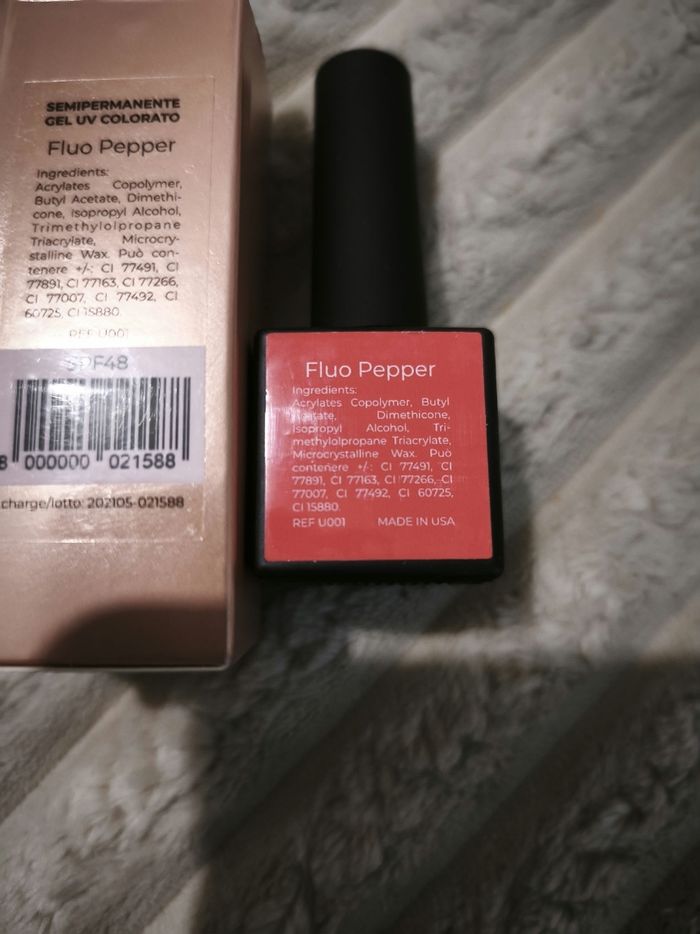 SEMIPERMANENTE
GEL UV COLORATO
Fluo Pepper
Ingredients:
Acrylates Copolymer,
Butyl Acetate, Dimethi-
cone, Isopropyl Alcohol,
Trimethylolpropane
Triacrylate, Microcry-
stalline Wax. Può con-
tenere +/-: CI 77491, CI
77891, CI 77163, CI 77266,
CI 77007, CI 77492, CI
60725, CI 15880.
REF U001
SPF48
8 000000 021588
charge/lotto: 202105-021588
Fluo Pepper
Ingredients:
Acrylates Copolymer, Butyl
Acetate, Dimethicone,
Isopropyl Alcohol, Tri-
methylolpropane Triacrylate,
Microcrystalline Wax. Può
contenere +/-: CI 77491, CI
77891, CI 77163, CI 77266, CI
77007, CI 77492, CI 60725,
CI 15880.
REF U001 MADE IN USA